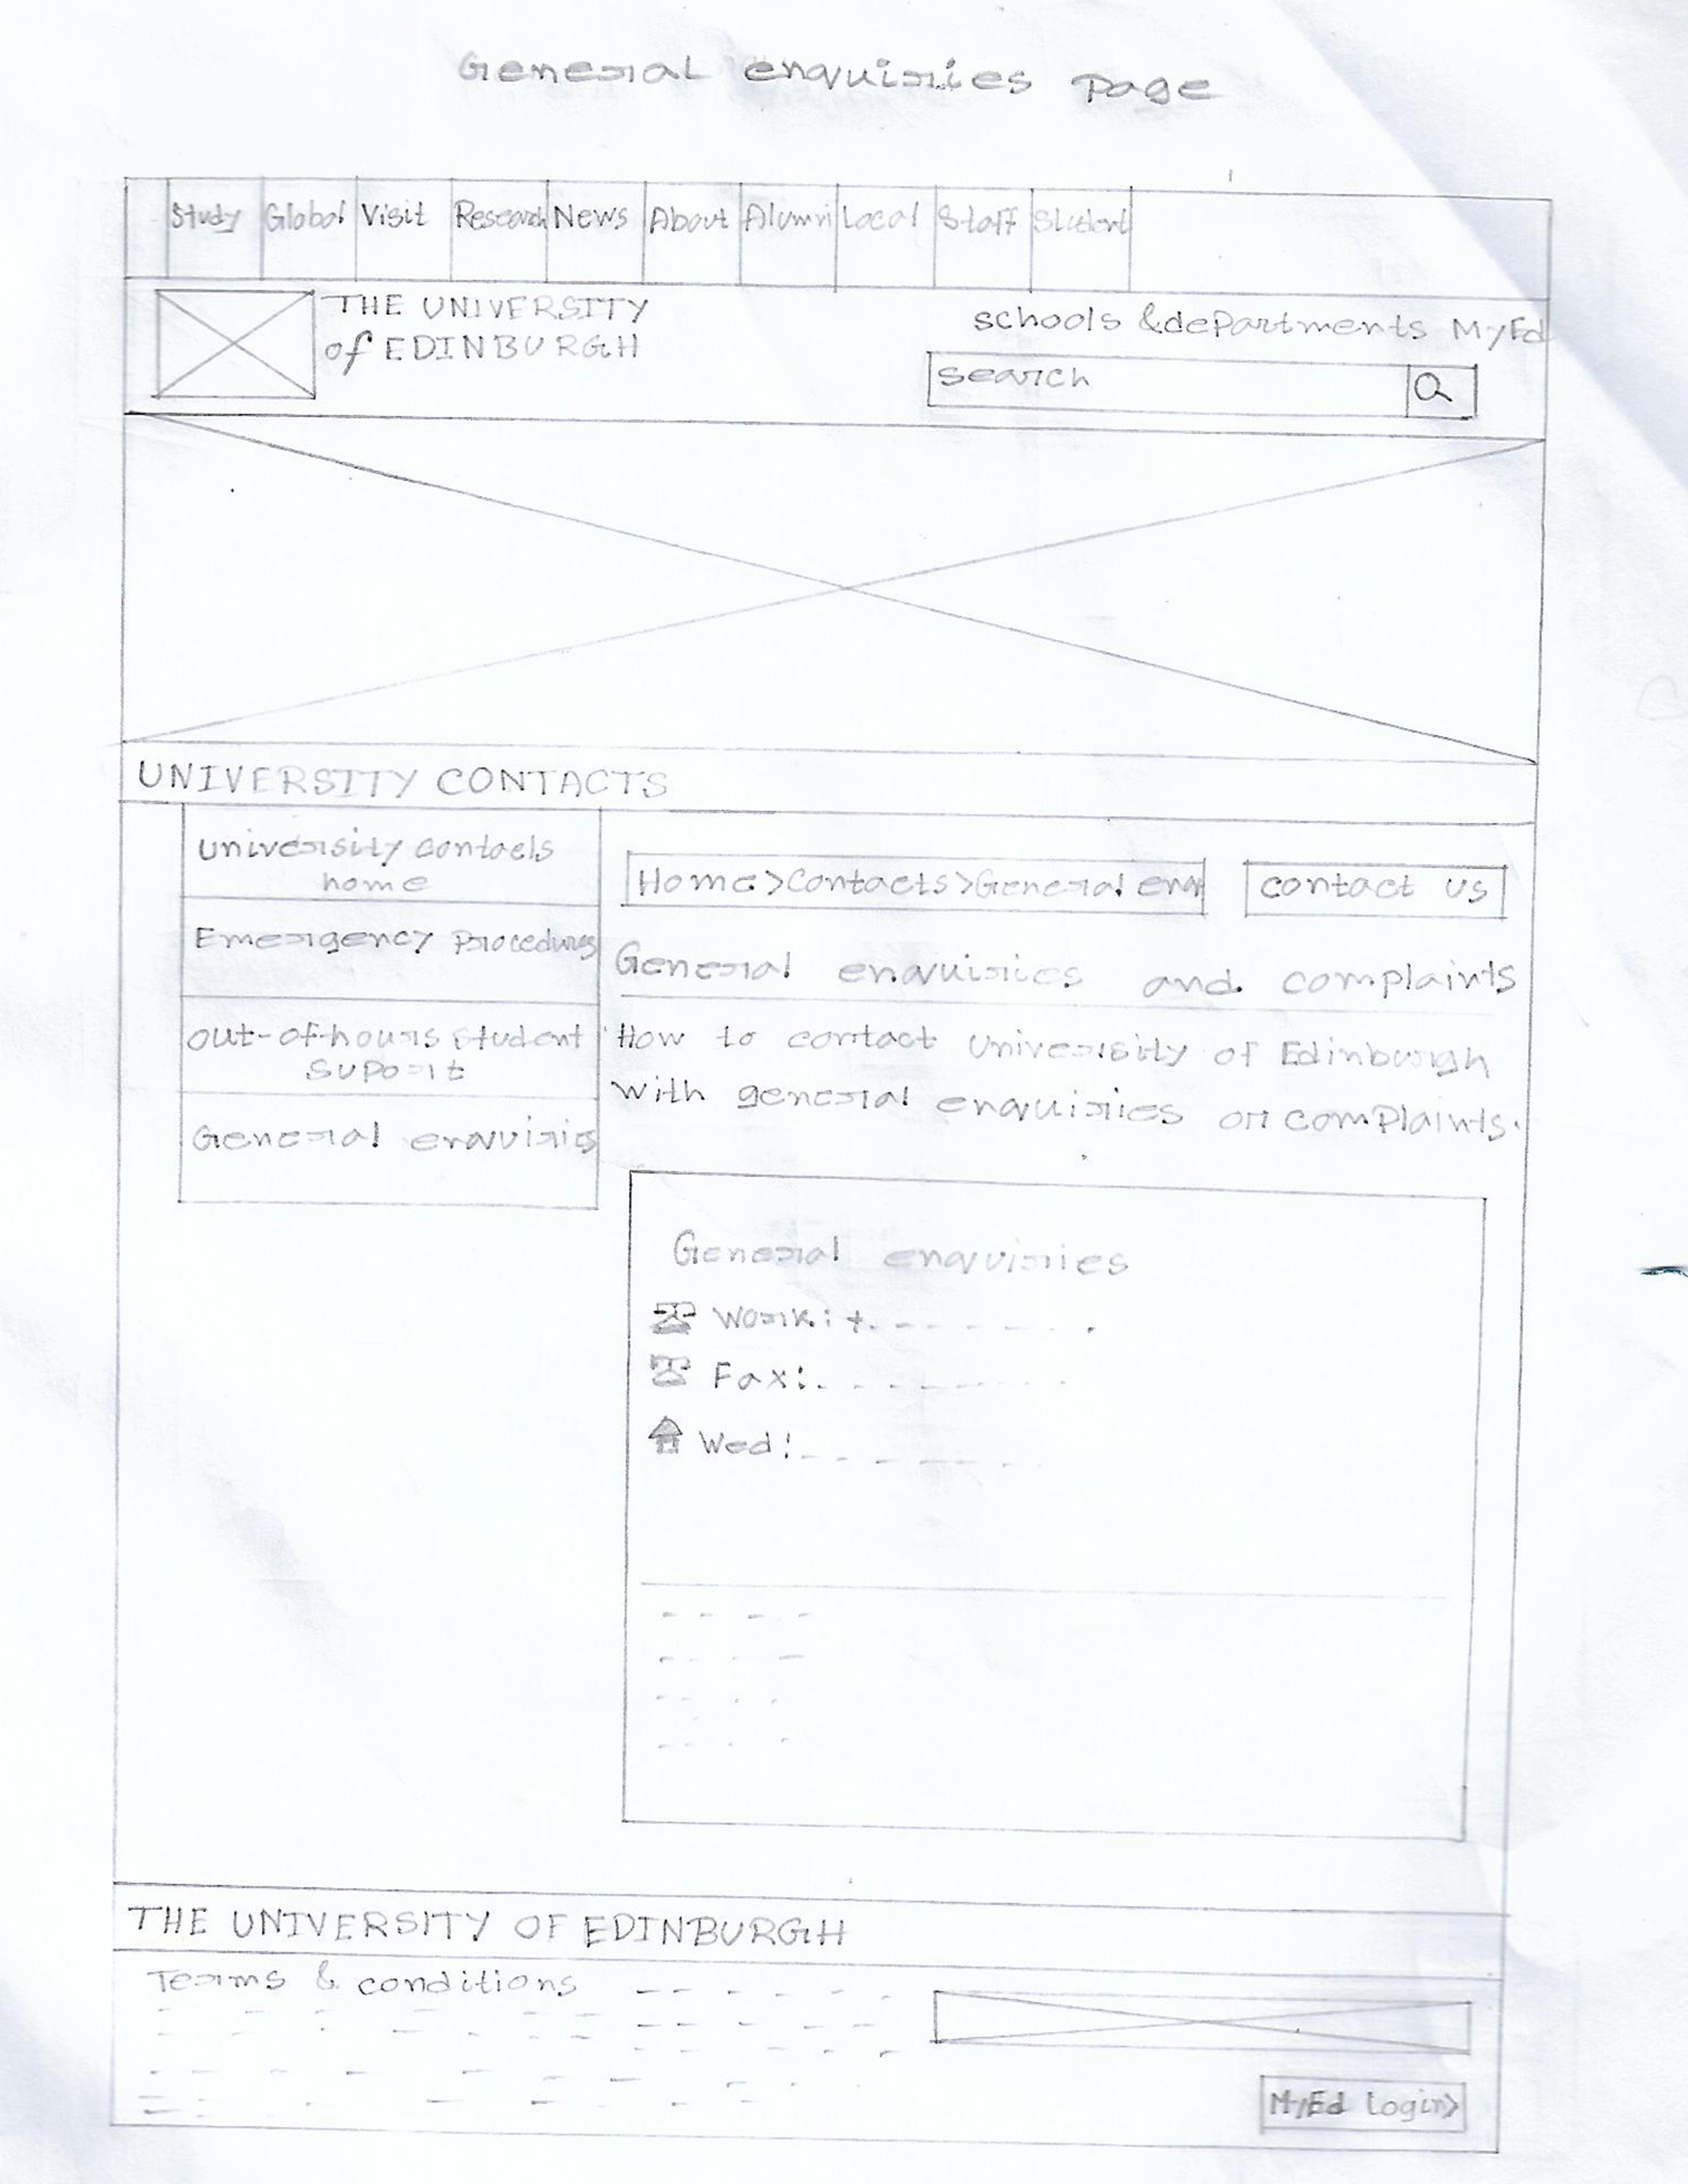 General enquiries page
Study Global Visit Research News About Alumni Local Staff Student
THE UNIVERSITY
of EDINBURGH
schools & departments MyEd
search
UNIVERSITY CONTACTS
university contaels
home
Home>Contacts>General enq
contact us
Emergency Procedures
General enquiries and complaints
out-of-hours student
suport
How to contact University of Edinburgh
with general enquiries or complaints.
General enquiries
General enquiries
Work: +
Fax:
Wed:
THE UNIVERSITY OF EDINBURGH
Terms & conditions
MyEd login>